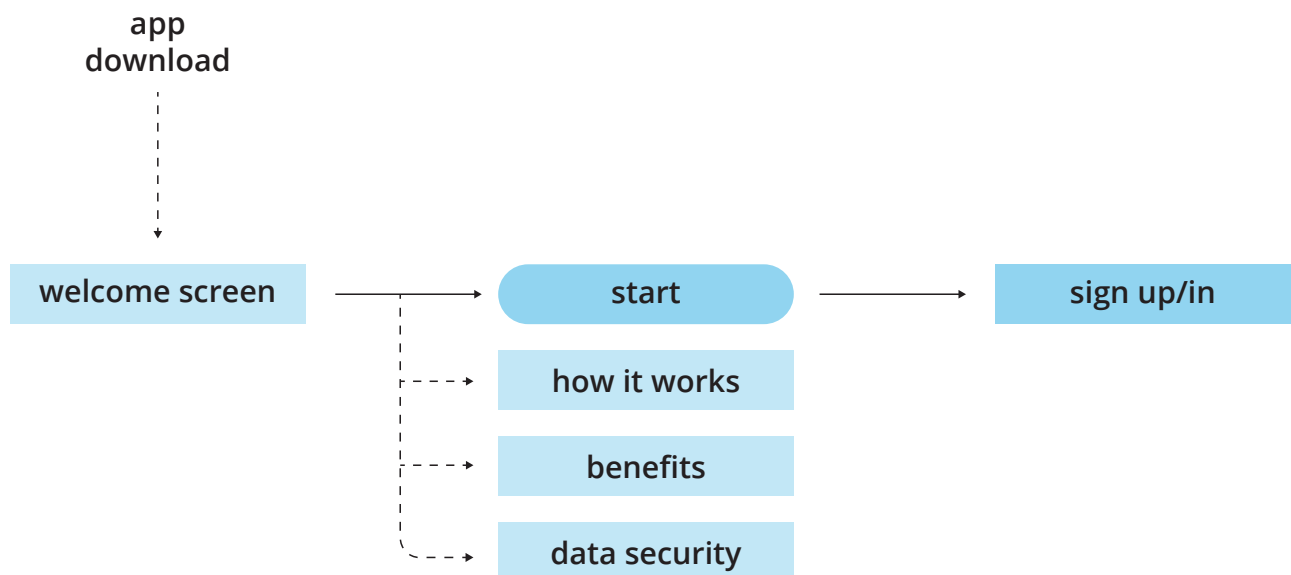 app
download
welcome screen
start
sign up/in
how it works
benefits
data security